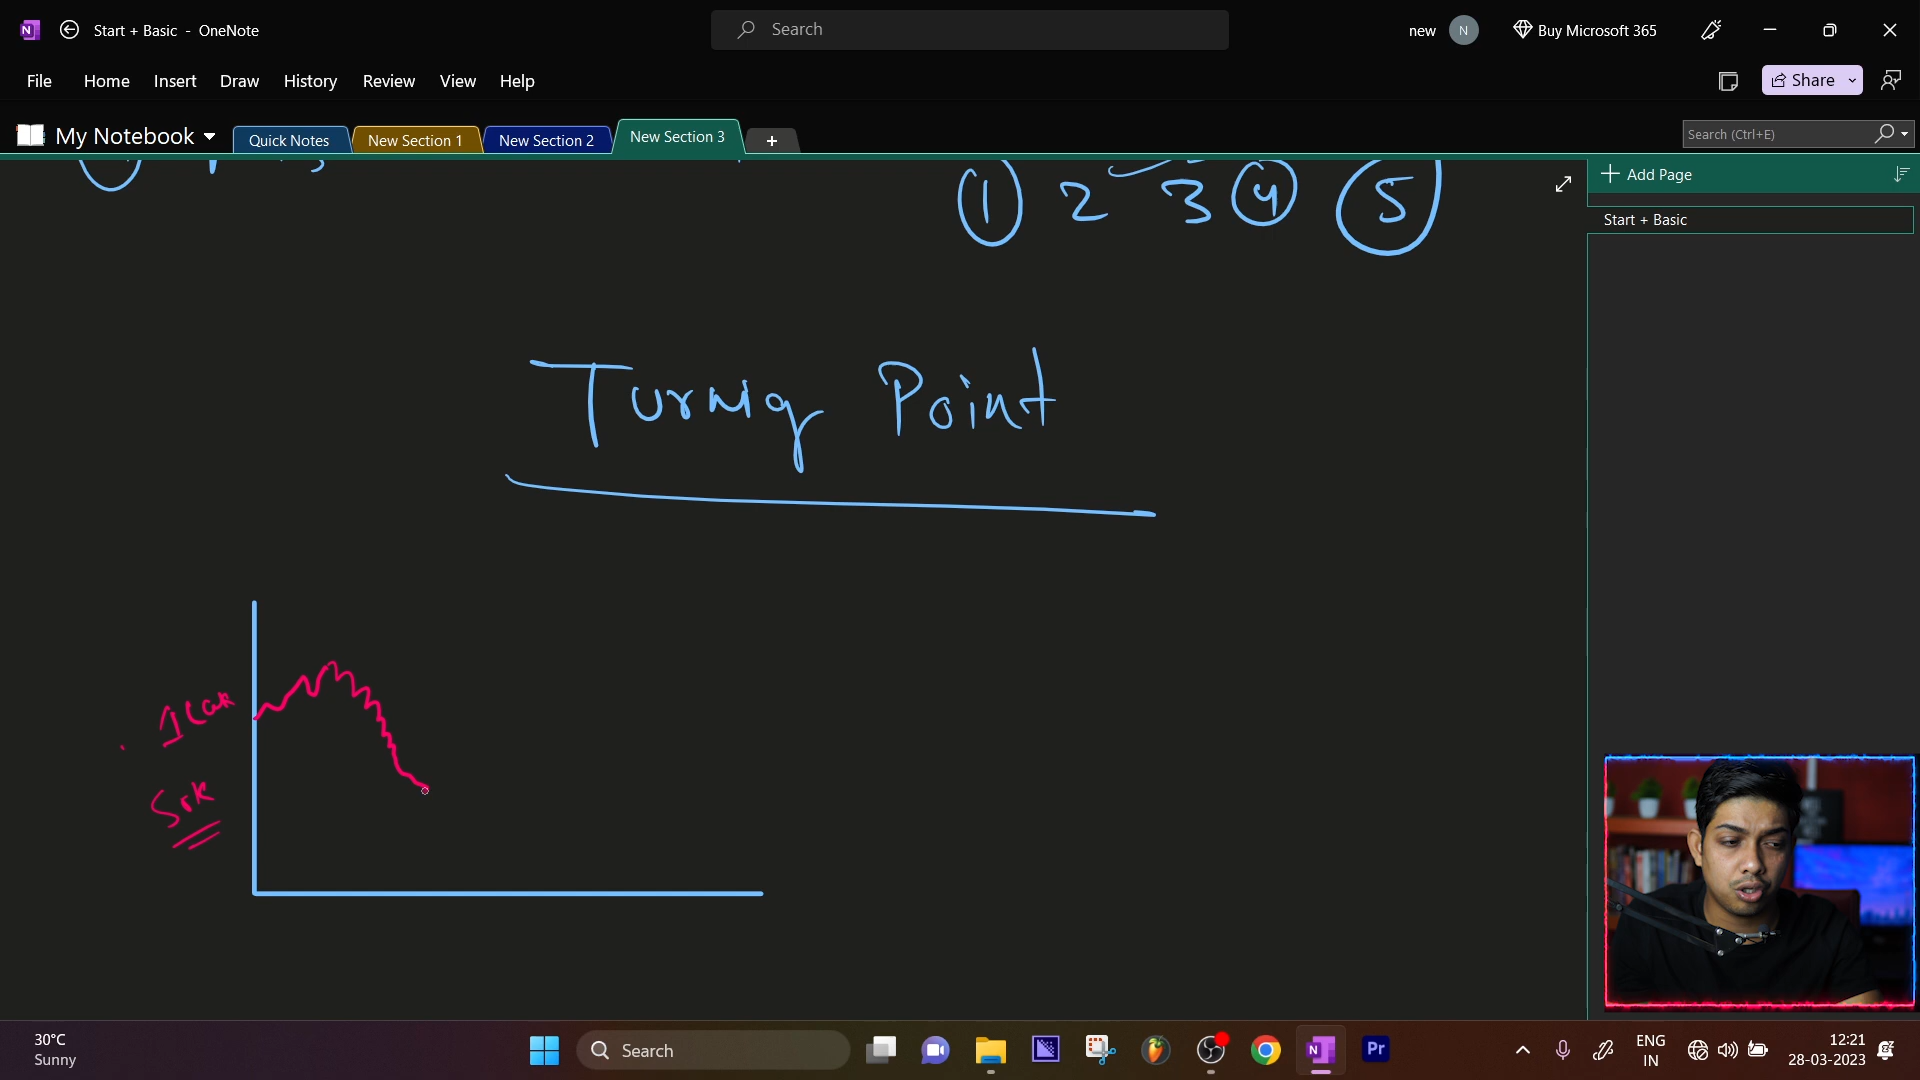 Start + Basic - OneNote
Search
new
N
Buy Microsoft 365
File Home Insert Draw History Review View Help
Share
My Notebook
Quick Notes
New Section 1
New Section 2
New Section 3
+
Search (Ctrl+E)
Add Page
Start + Basic
1 2 3 4 5
Turnig Point
30°C
Sunny
Search
Pr
ENG
IN
12:21
28-03-2023